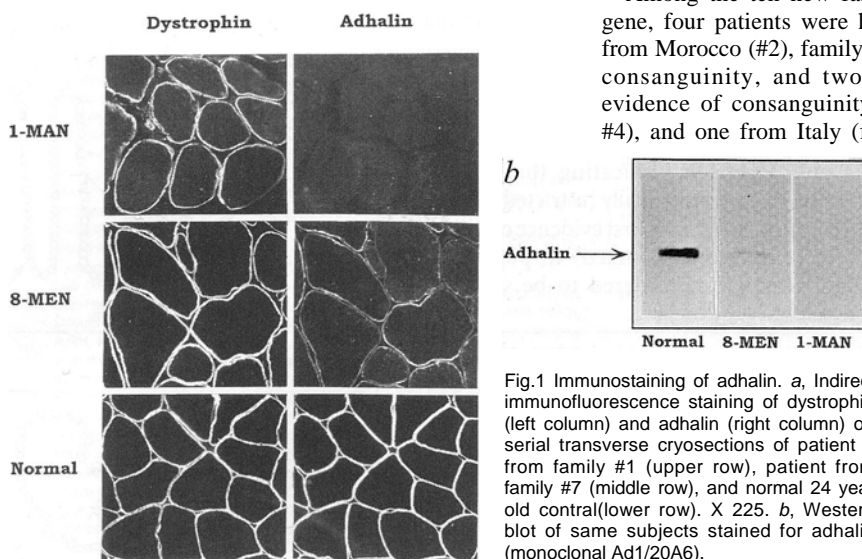 Dystrophin Adhalin
1-MAN
8-MEN
Normal
Among the ten new fa
gene, four patients were
from Morocco (#2), family
consanguinity, and two
evidence of consanguinity
#4), and one from Italy (
b
Adhalin
Normal 8-MEN 1-MAN
Fig.1 Immunostaining of adhalin. a, Indirec
immunofluorescence staining of dystrophi
(left column) and adhalin (right column) o
serial transverse cryosections of patient
from family #1 (upper row), patient from
family #7 (middle row), and normal 24 yea
old contral(lower row). X 225. b, Wester
blot of same subjects stained for adhali
(monoclonal Ad1/20A6).